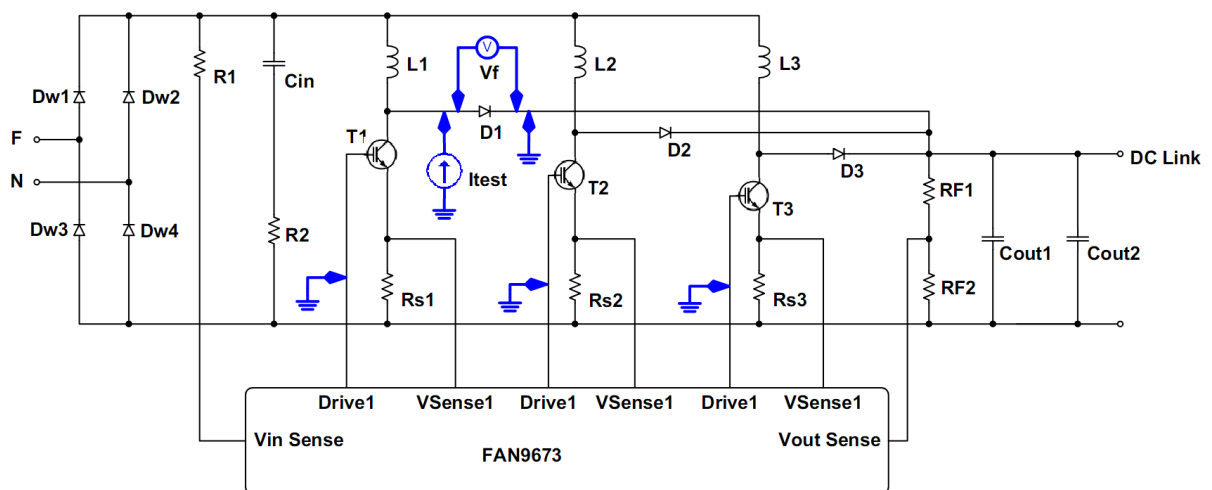 V
L1
Vf
L2
L3
R1
Cin
Dw1
Dw2
F
T1
D1
D2
D3
DC Link
N
Itest
T2
T3
RF1
Dw3
Dw4
R2
Cout1
Cout2
Rs1
Rs2
Rs3
RF2
Drive1
VSense1
Drive1
VSense1
Drive1
VSense1
Vin Sense
Vout Sense
FAN9673